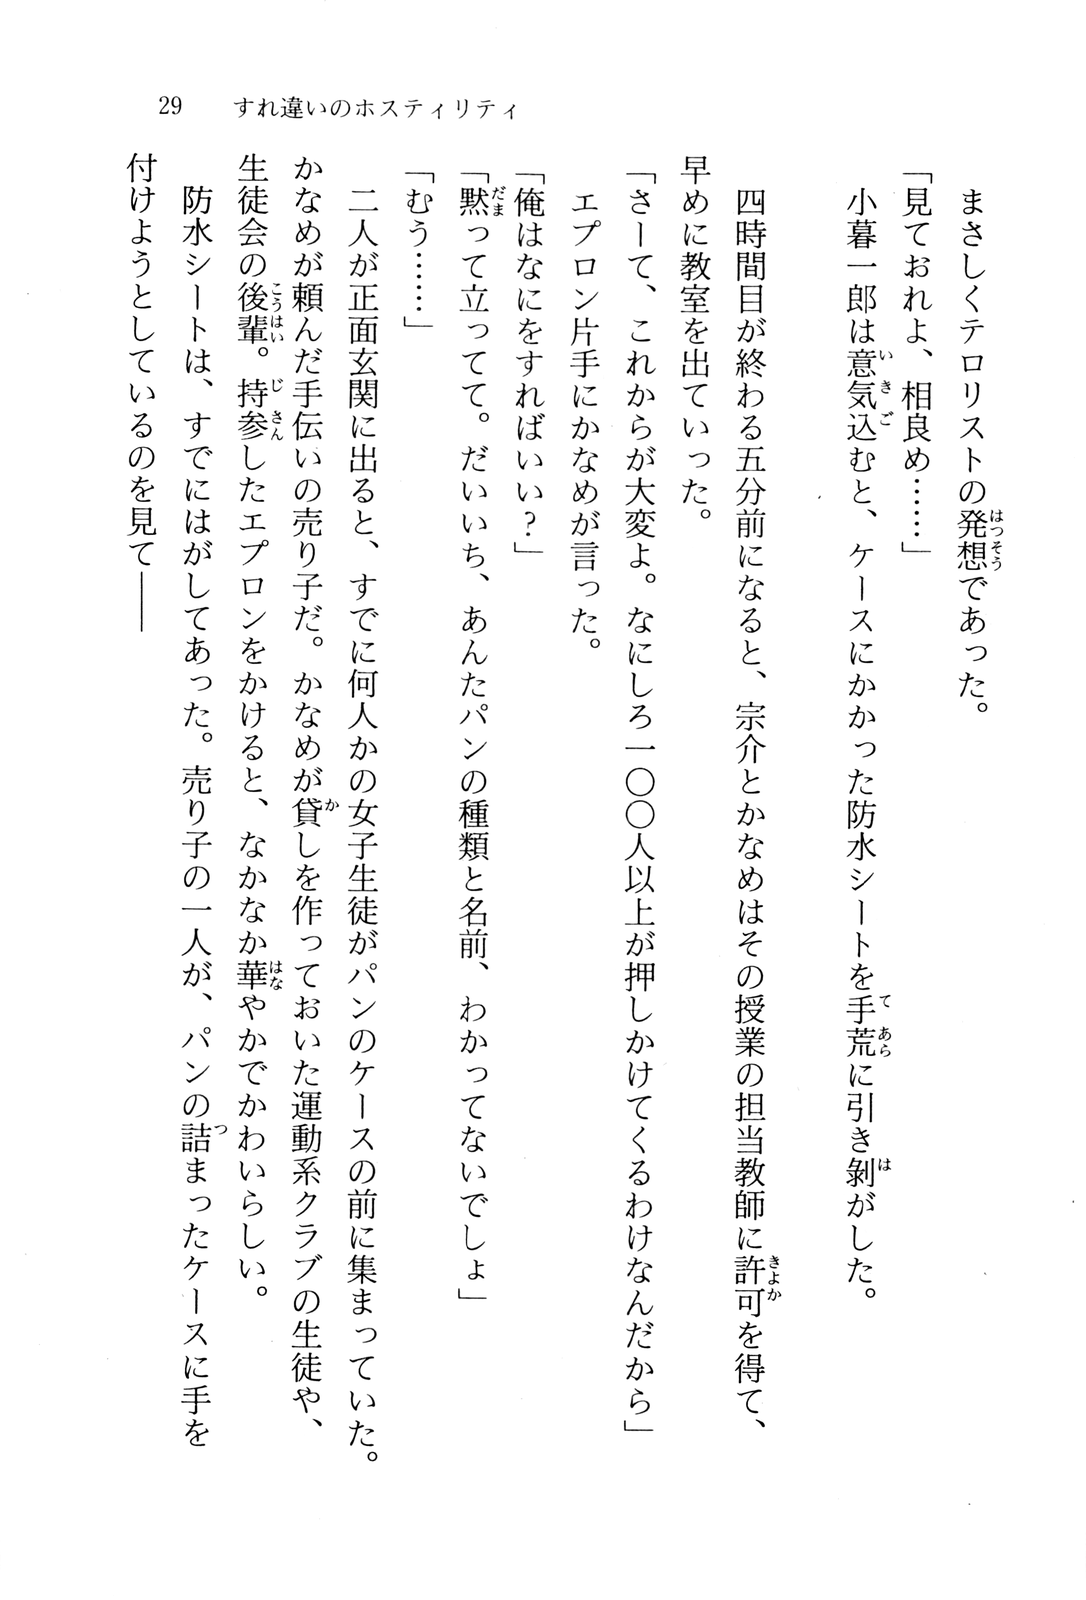 29　すれ違いのホスティリティ
　まさしくテロリストの発想であった。
「見ておれよ、相良め……」
　小暮一郎は意気込むと、ケースにかかった防水シートを手荒に引き剝がした。
　四時間目が終わる五分前になると、宗介とかなめはその授業の担当教師に許可を得て、
早めに教室を出ていった。
「さーて、これからが大変よ。なにしろ一〇〇人以上が押しかけてくるわけなんだから」
　エプロン片手にかなめが言った。
「俺はなにをすればいい？」
「黙って立ってて。だいいち、あんたパンの種類と名前、わかってないでしょ」
「むう……」
　二人が正面玄関に出ると、すでに何人かの女子生徒がパンのケースの前に集まっていた。
かなめが頼んだ手伝いの売り子だ。かなめが貸しを作っておいた運動系クラブの生徒や、
生徒会の後輩。持参したエプロンをかけると、なかなか華やかでかわいらしい。
　防水シートは、すでにはがしてあった。売り子の一人が、パンの詰まったケースに手を
付けようとしているのを見て――